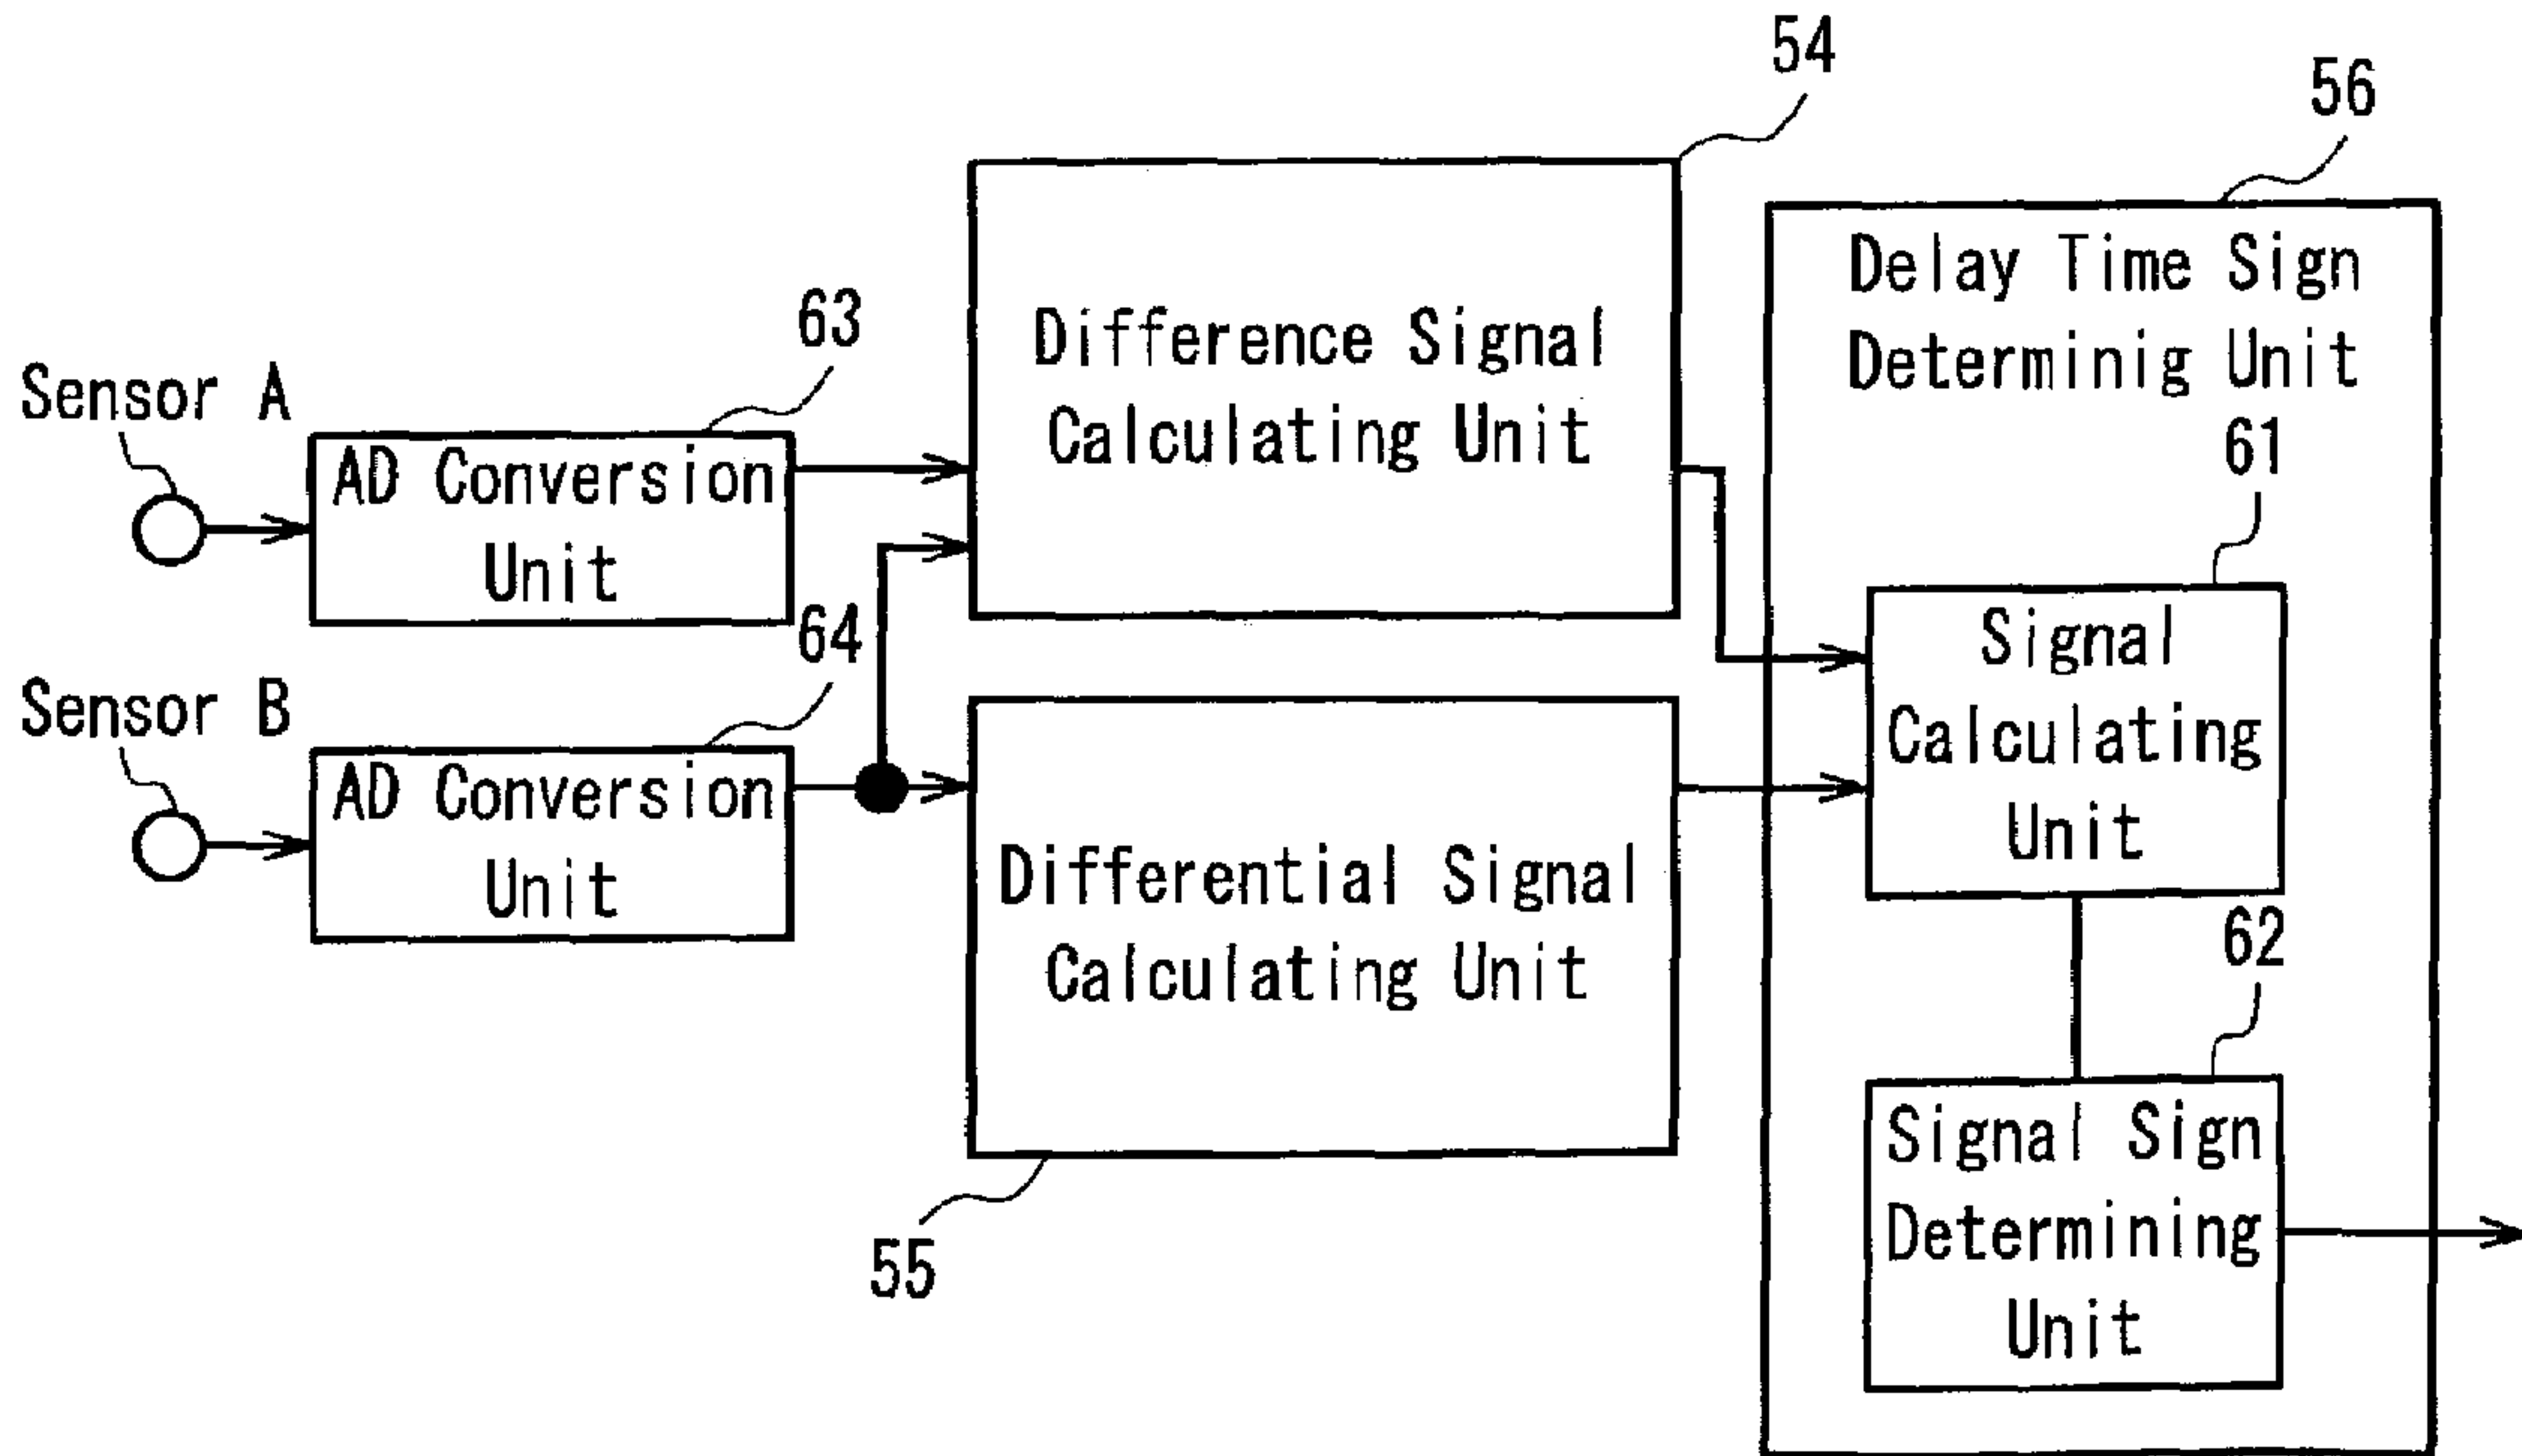 54
56
Delay Time Sign
Determinig Unit
63
Difference Signal
Calculating Unit
Sensor A
AD Conversion
Unit
61
Signal
Calculating
Unit
64
Sensor B
AD Conversion
Unit
Differential Signal
Calculating Unit
62
Signal Sign
Determining
Unit
55